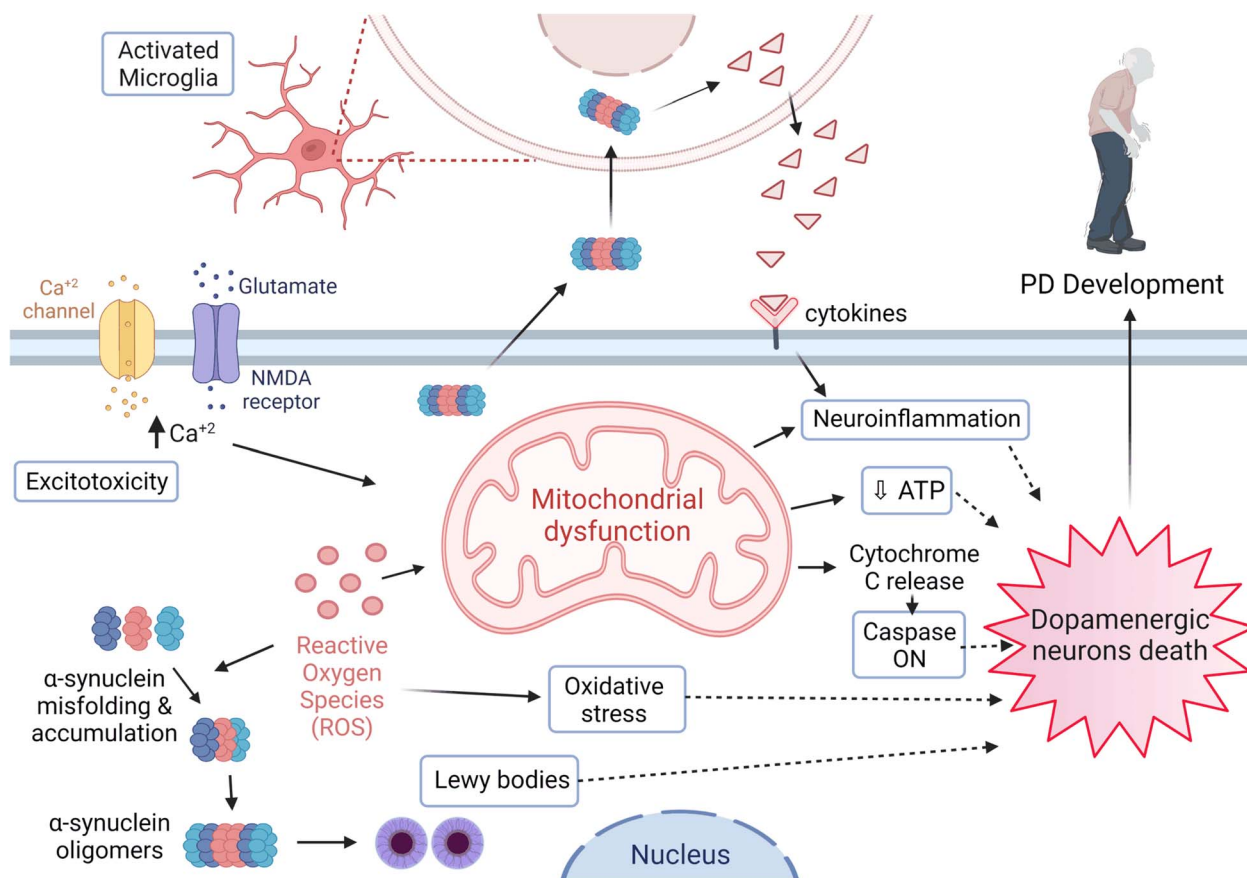 Activated
Microglia
Ca⁺²
channel
Glutamate
NMDA
receptor
cytokines
PD Development
Ca⁺²
Excitotoxicity
Neuroinflammation
⇩ ATP
Mitochondrial
dysfunction
Cytochrome
C release
Caspase
ON
Dopamenergic
neurons death
Reactive
Oxygen
Species
(ROS)
α-synuclein
misfolding &
accumulation
Oxidative
stress
Lewy bodies
α-synuclein
oligomers
Nucleus